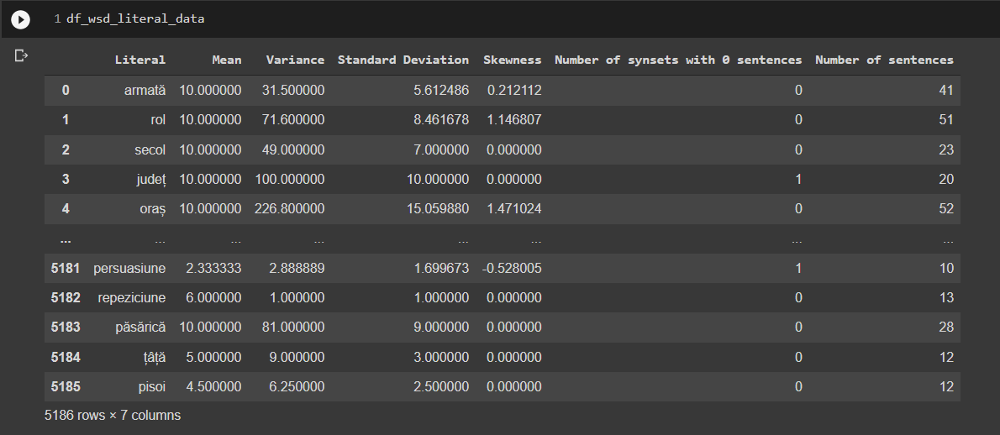 1 df_wsd_literal_data
Literal Mean Variance Standard Deviation Skewness Number of synsets with 0 sentences Number of sentences
0 armată 10.000000 31.500000 5.612486 0.212112 0 41
1 rol 10.000000 71.600000 8.461678 1.146807 0 51
2 secol 10.000000 49.000000 7.000000 0.000000 0 23
3 județ 10.000000 100.000000 10.000000 0.000000 1 20
4 oraș 10.000000 226.800000 15.059880 1.471024 0 52
... ... ... ... ... ... ... ...
5181 persuasiune 2.333333 2.888889 1.699673 -0.528005 1 10
5182 repeziciune 6.000000 1.000000 1.000000 0.000000 0 13
5183 păsărică 10.000000 81.000000 9.000000 0.000000 0 28
5184 țâță 5.000000 9.000000 3.000000 0.000000 0 12
5185 pisoi 4.500000 6.250000 2.500000 0.000000 0 12
5186 rows × 7 columns